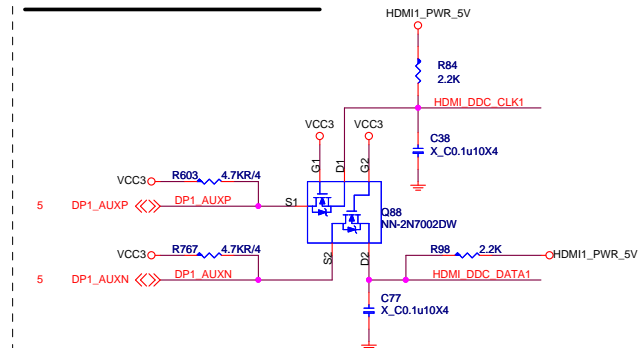 HDMI1_PWR_5V
R84
2.2K
HDMI_DDC_CLK1
VCC3
VCC3
C38
X_C0.1u10X4
G1
D1
G2
VCC3
R603
4.7KR/4
5
DP1_AUXP
DP1_AUXP
S1
Q88
NN-2N7002DW
VCC3
R767
4.7KR/4
S2
D2
R98
2.2K
HDMI1_PWR_5V
5
DP1_AUXN
DP1_AUXN
HDMI_DDC_DATA1
C77
X_C0.1u10X4